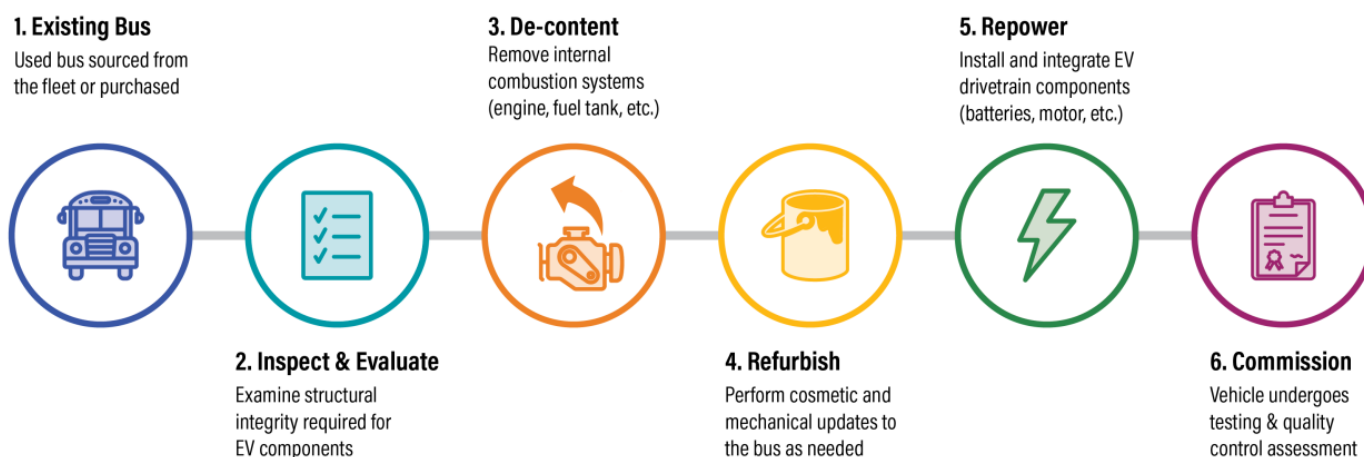 1. Existing Bus
Used bus sourced from
the fleet or purchased
2. Inspect & Evaluate
Examine structural
integrity required for
EV components
3. De-content
Remove internal
combustion systems
(engine, fuel tank, etc.)
4. Refurbish
Perform cosmetic and
mechanical updates to
the bus as needed
5. Repower
Install and integrate EV
drivetrain components
(batteries, motor, etc.)
6. Commission
Vehicle undergoes
testing & quality
control assessment